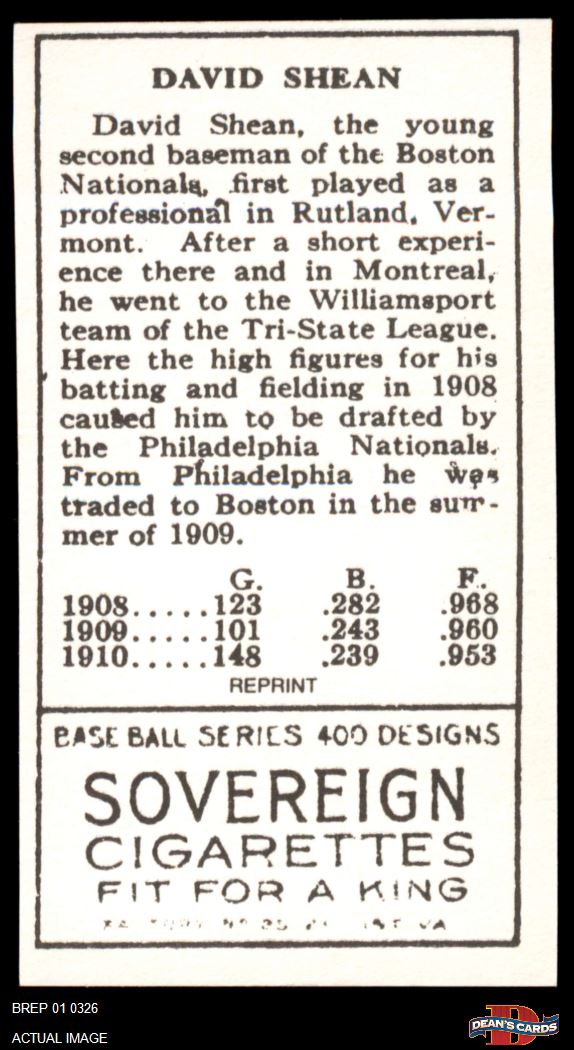 DAVID SHEAN
David Shean, the young
second baseman of the Boston
Nationals, first played as a
professional in Rutland, Ver-
mont. After a short experi-
ence there and in Montreal,
he went to the Williamsport
team of the Tri-State League.
Here the high figures for his
batting and fielding in 1908
caused him to be drafted by
the Philadelphia Nationals.
From Philadelphia he was
traded to Boston in the sum-
mer of 1909.
G. B. F.
1908.....123 .282 .968
1909.....101 .243 .960
1910.....148 .239 .953
REPRINT
BASE BALL SERIES 400 DESIGNS
SOVEREIGN
CIGARETTES
FIT FOR A KING
FACTORY NO 25 VA
BREP 01 0326
ACTUAL IMAGE
D
DEAN'S CARDS